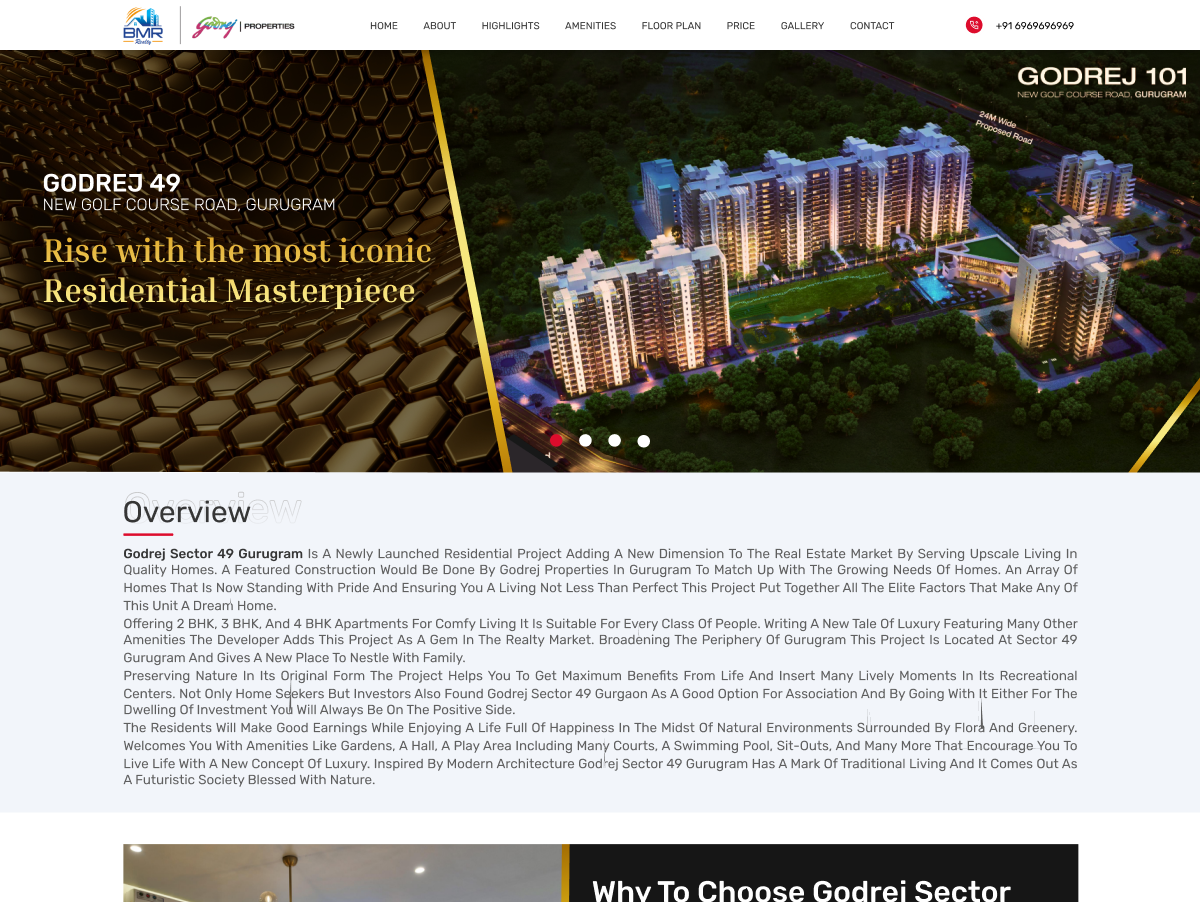 BMR
Realty
Godrej | PROPERTIES
HOME ABOUT HIGHLIGHTS AMENITIES FLOOR PLAN PRICE GALLERY CONTACT +91 6969696969
GODREJ 101
NEW GOLF COURSE ROAD, GURUGRAM
24M Wide
Proposed Road
GODREJ 49
NEW GOLF COURSE ROAD, GURUGRAM
Rise with the most iconic
Residential Masterpiece
Overview
Overview
Godrej Sector 49 Gurugram Is A Newly Launched Residential Project Adding A New Dimension To The Real Estate Market By Serving Upscale Living In
Quality Homes. A Featured Construction Would Be Done By Godrej Properties In Gurugram To Match Up With The Growing Needs Of Homes. An Array Of
Homes That Is Now Standing With Pride And Ensuring You A Living Not Less Than Perfect This Project Put Together All The Elite Factors That Make Any Of
This Unit A Dream Home.
Offering 2 BHK, 3 BHK, And 4 BHK Apartments For Comfy Living It Is Suitable For Every Class Of People. Writing A New Tale Of Luxury Featuring Many Other
Amenities The Developer Adds This Project As A Gem In The Realty Market. Broadening The Periphery Of Gurugram This Project Is Located At Sector 49
Gurugram And Gives A New Place To Nestle With Family.
Preserving Nature In Its Original Form The Project Helps You To Get Maximum Benefits From Life And Insert Many Lively Moments In Its Recreational
Centers. Not Only Home Seekers But Investors Also Found Godrej Sector 49 Gurgaon As A Good Option For Association And By Going With It Either For The
Dwelling Of Investment You Will Always Be On The Positive Side.
The Residents Will Make Good Earnings While Enjoying A Life Full Of Happiness In The Midst Of Natural Environments Surrounded By Flora And Greenery.
Welcomes You With Amenities Like Gardens, A Hall, A Play Area Including Many Courts, A Swimming Pool, Sit-Outs, And Many More That Encourage You To
Live Life With A New Concept Of Luxury. Inspired By Modern Architecture Godrej Sector 49 Gurugram Has A Mark Of Traditional Living And It Comes Out As
A Futuristic Society Blessed With Nature.
Why To Choose Godrej Sector